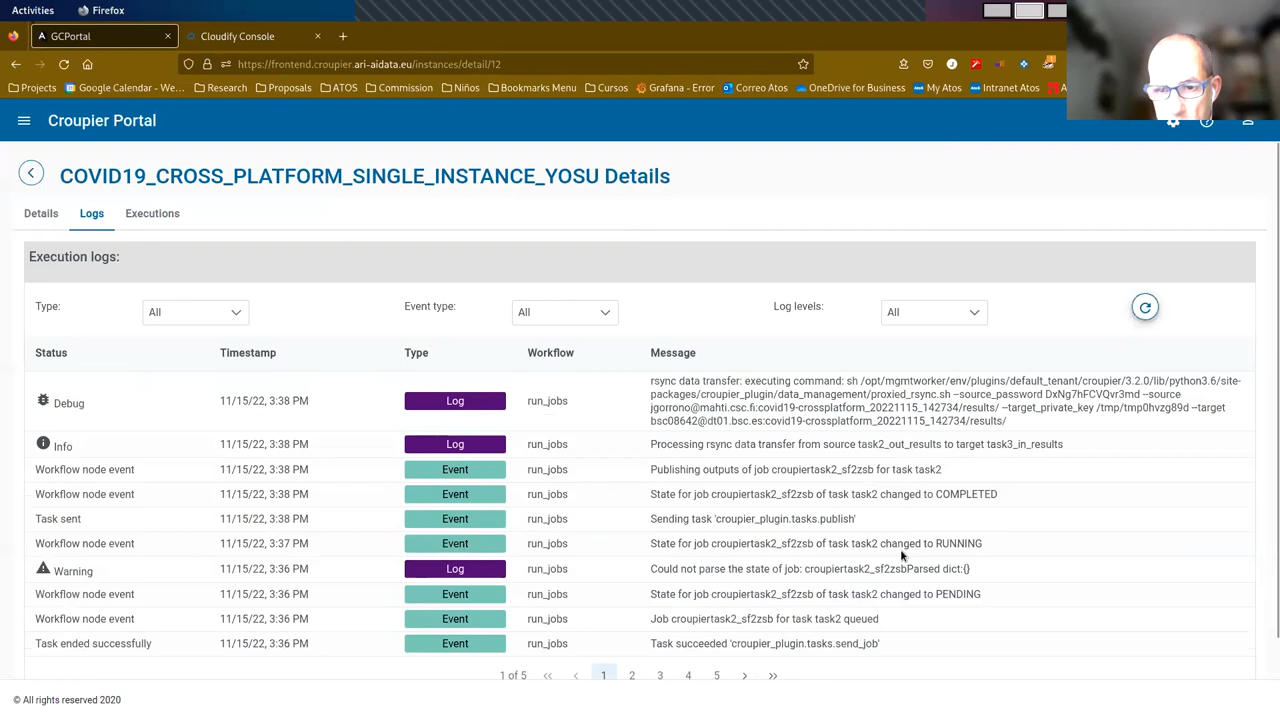 Activities Firefox
GCPortal × Cloudify Console × +
https://frontend.croupier.ari-aidata.eu/instances/detail/12
Projects Google Calendar - We... Research Proposals ATOS Commission Niños Bookmarks Menu Cursos Grafana - Error Correo Atos OneDrive for Business My Atos Intranet Atos
Croupier Portal
COVID19_CROSS_PLATFORM_SINGLE_INSTANCE_YOSU Details
Details Logs Executions
Execution logs:
Type: All Event type: All Log levels: All
Status Timestamp Type Workflow Message
Debug 11/15/22, 3:38 PM Log run_jobs rsync data transfer: executing command: sh /opt/mgmtworker/env/plugins/default_tenant/croupier/3.2.0/lib/python3.6/site-
packages/croupier_plugin/data_management/proxied_rsync.sh --source_password DxNg7hFCVQvr3md --source
jgorrono@mahti.csc.fi:covid19-crossplatform_20221115_142734/results/ --target_private_key /tmp/tmp0hvzg89d --target
bsc08642@dt01.bsc.es:covid19-crossplatform_20221115_142734/results/
Info 11/15/22, 3:38 PM Log run_jobs Processing rsync data transfer from source task2_out_results to target task3_in_results
Workflow node event 11/15/22, 3:38 PM Event run_jobs Publishing outputs of job croupiertask2_sf2zsb for task task2
Workflow node event 11/15/22, 3:38 PM Event run_jobs State for job croupiertask2_sf2zsb of task task2 changed to COMPLETED
Task sent 11/15/22, 3:38 PM Event run_jobs Sending task 'croupier_plugin.tasks.publish'
Workflow node event 11/15/22, 3:37 PM Event run_jobs State for job croupiertask2_sf2zsb of task task2 changed to RUNNING
Warning 11/15/22, 3:36 PM Log run_jobs Could not parse the state of job: croupiertask2_sf2zsbParsed dict:{}
Workflow node event 11/15/22, 3:36 PM Event run_jobs State for job croupiertask2_sf2zsb of task task2 changed to PENDING
Workflow node event 11/15/22, 3:36 PM Event run_jobs Job croupiertask2_sf2zsb for task task2 queued
Task ended successfully 11/15/22, 3:36 PM Event run_jobs Task succeeded 'croupier_plugin.tasks.send_job'
1 of 5 « ‹ 1 2 3 4 5 › »
© All rights reserved 2020